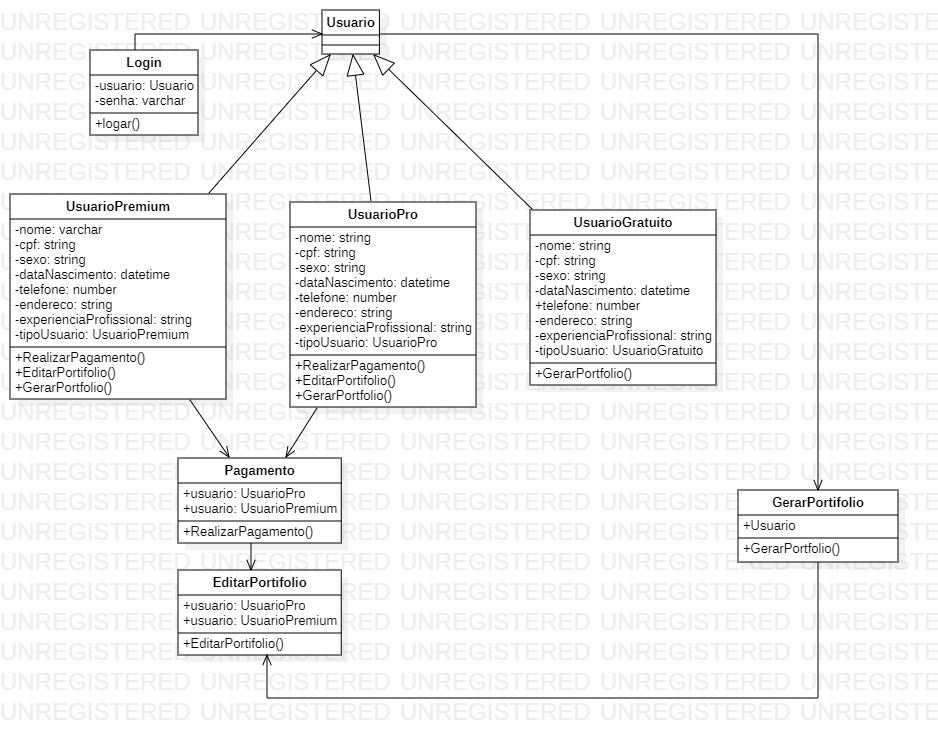 Usuario
Login
-usuario: Usuario
-senha: varchar
+logar()
UsuarioPremium
-nome: varchar
-cpf: string
-sexo: string
-dataNascimento: datetime
-telefone: number
-endereco: string
-experienciaProfissional: string
-tipoUsuario: UsuarioPremium
+RealizarPagamento()
+EditarPortifolio()
+GerarPortfolio()
UsuarioPro
-nome: string
-cpf: string
-sexo: string
-dataNascimento: datetime
-telefone: number
-endereco: string
-experienciaProfissional: string
-tipoUsuario: UsuarioPro
+RealizarPagamento()
+EditarPortifolio()
+GerarPortfolio()
UsuarioGratuito
-nome: string
-cpf: string
-sexo: string
-dataNascimento: datetime
+telefone: number
-endereco: string
-experienciaProfissional: string
-tipoUsuario: UsuarioGratuito
+GerarPortfolio()
Pagamento
+usuario: UsuarioPro
+usuario: UsuarioPremium
+RealizarPagamento()
GerarPortifolio
+Usuario
+GerarPortfolio()
EditarPortifolio
+usuario: UsuarioPro
+usuario: UsuarioPremium
+EditarPortifolio()
UNREGISTERED